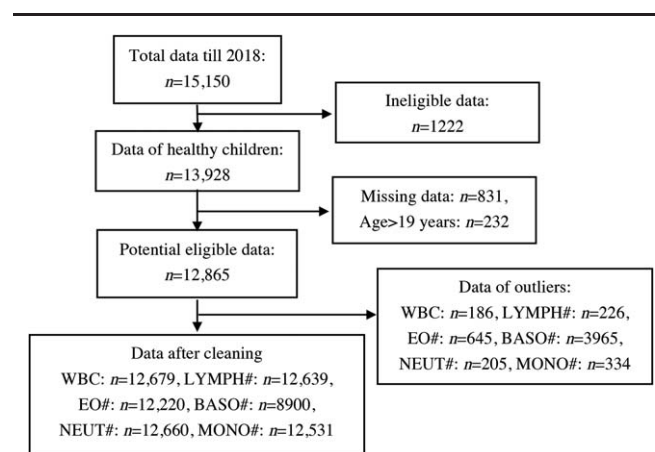 Total data till 2018:
n=15,150
Ineligible data:
n=1222
Data of healthy children:
n=13,928
Missing data: n=831,
Age>19 years: n=232
Potential eligible data:
n=12,865
Data of outliers:
WBC: n=186, LYMPH#: n=226,
EO#: n=645, BASO#: n=3965,
NEUT#: n=205, MONO#: n=334
Data after cleaning
WBC: n=12,679, LYMPH#: n=12,639,
EO#: n=12,220, BASO#: n=8900,
NEUT#: n=12,660, MONO#: n=12,531